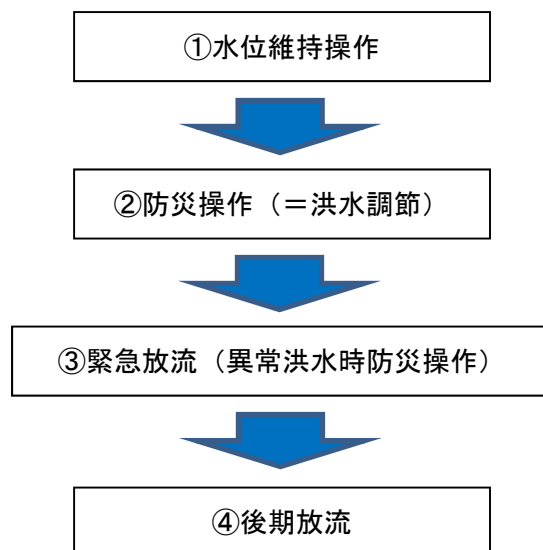 ①水位維持操作
②防災操作（＝洪水調節）
③緊急放流（異常洪水時防災操作）
④後期放流